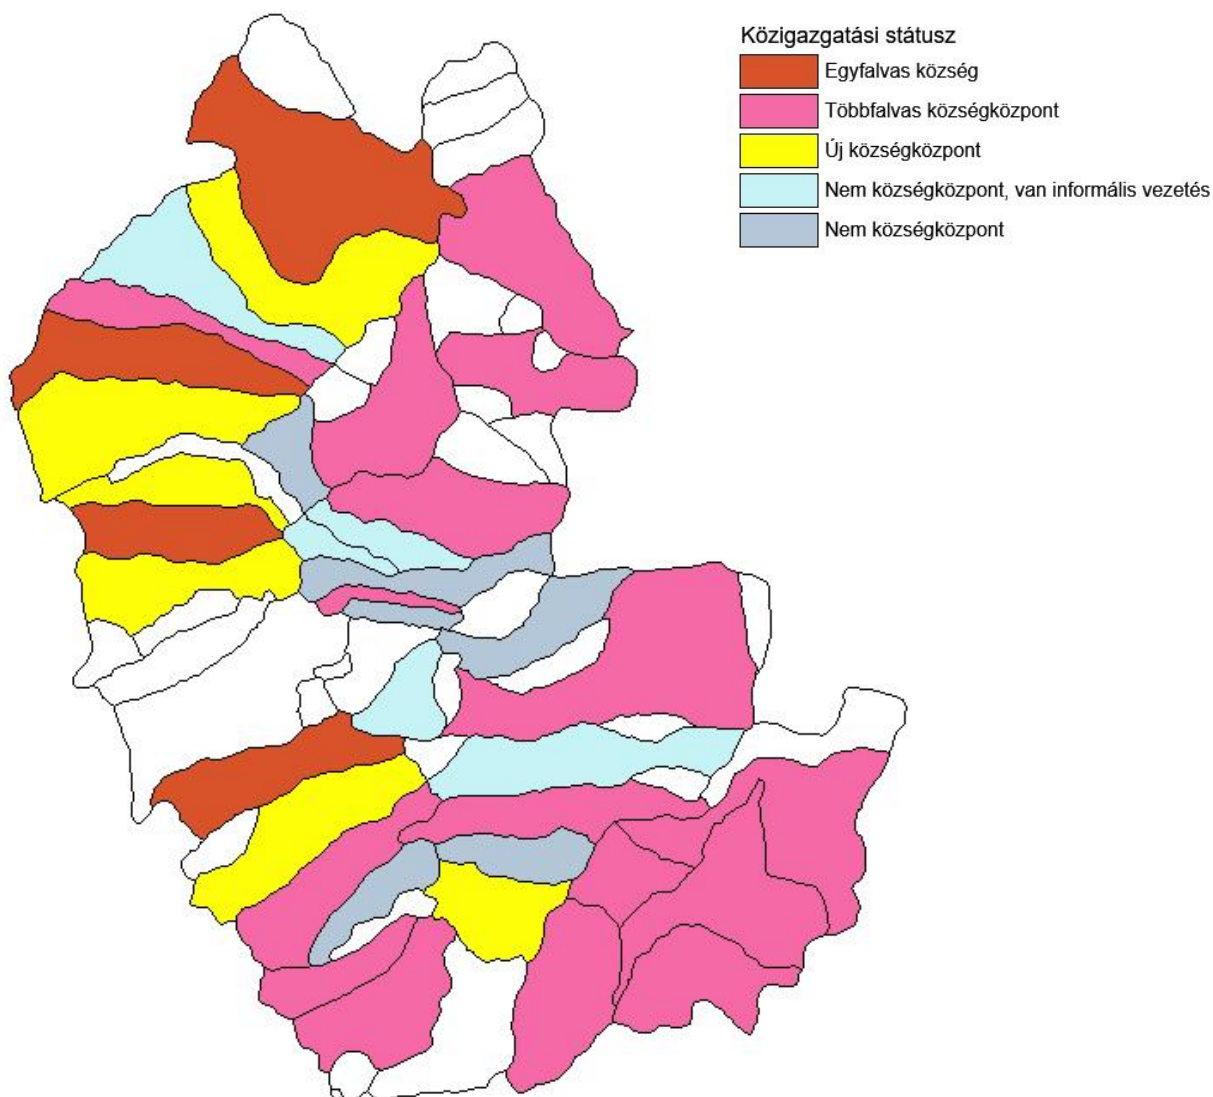 Közigazgatási státusz
Egyfalvas község
Többfalvas községközpont
Új községközpont
Nem községközpont, van informális vezetés
Nem községközpont